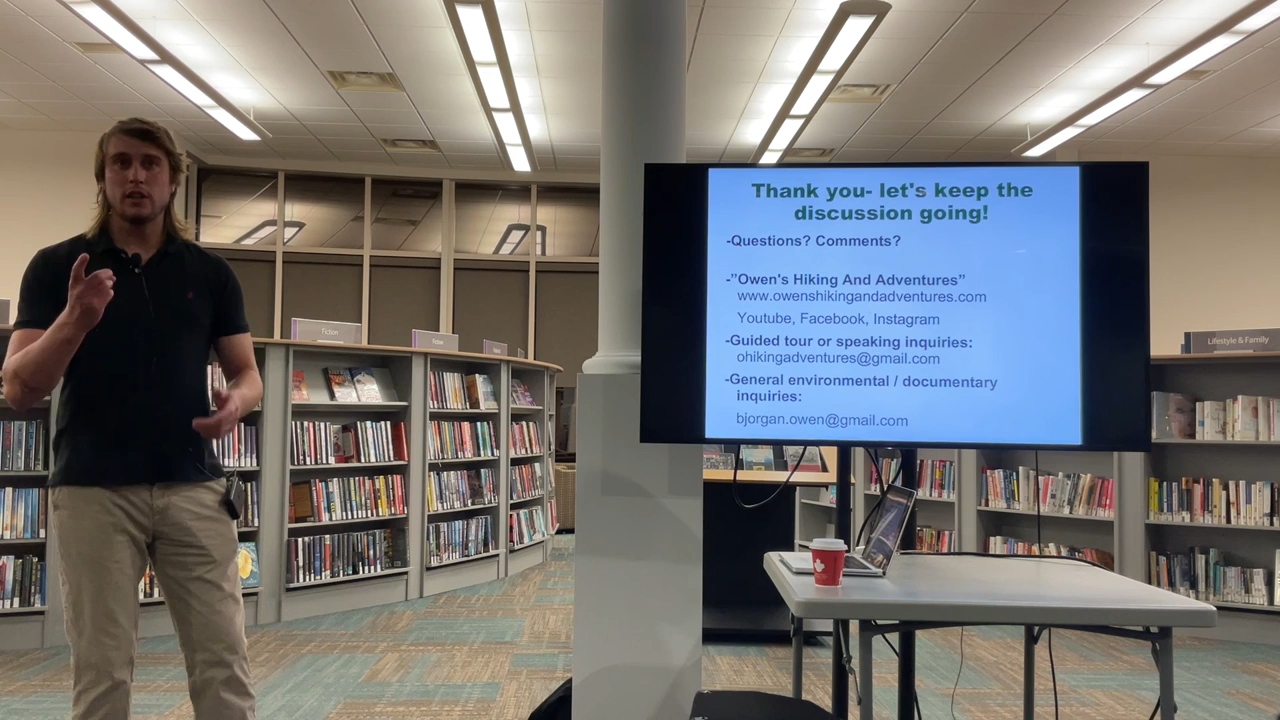 Thank you- let's keep the
discussion going!
-Questions? Comments?
-”Owen's Hiking And Adventures”
www.owenshikingandadventures.com
Youtube, Facebook, Instagram
-Guided tour or speaking inquiries:
ohikingadventures@gmail.com
-General environmental / documentary
inquiries:
bjorgan.owen@gmail.com
Fiction
Fiction
Lifestyle & Family